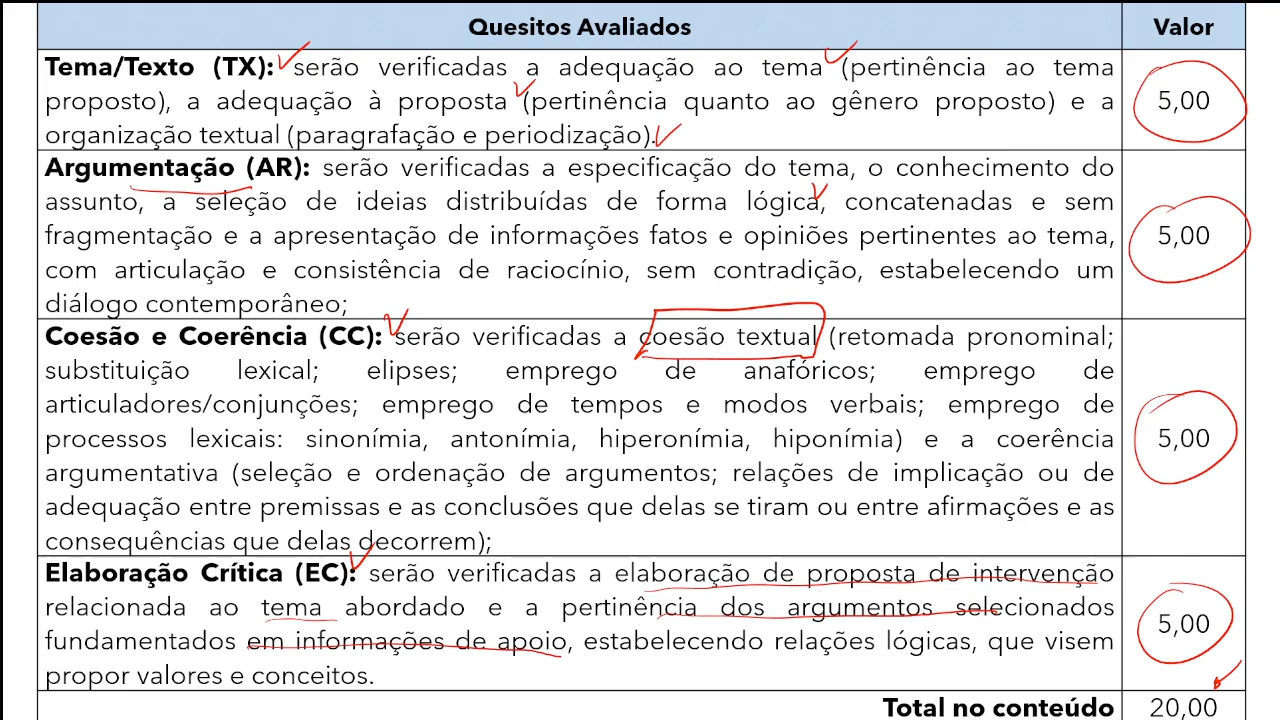 Quesitos Avaliados Valor
Tema/Texto (TX): serão verificadas a adequação ao tema (pertinência ao tema
proposto), a adequação à proposta (pertinência quanto ao gênero proposto) e a
organização textual (paragrafação e periodização).
5,00
Argumentação (AR): serão verificadas a especificação do tema, o conhecimento do
assunto, a seleção de ideias distribuídas de forma lógica, concatenadas e sem
fragmentação e a apresentação de informações fatos e opiniões pertinentes ao tema,
com articulação e consistência de raciocínio, sem contradição, estabelecendo um
diálogo contemporâneo;
5,00
Coesão e Coerência (CC): serão verificadas a coesão textual (retomada pronominal;
substituição lexical; elipses; emprego de anafóricos; emprego de
articuladores/conjunções; emprego de tempos e modos verbais; emprego de
processos lexicais: sinonímia, antonímia, hiperonímia, hiponímia) e a coerência
argumentativa (seleção e ordenação de argumentos; relações de implicação ou de
adequação entre premissas e as conclusões que delas se tiram ou entre afirmações e as
consequências que delas decorrem);
5,00
Elaboração Crítica (EC): serão verificadas a elaboração de proposta de intervenção
relacionada ao tema abordado e a pertinência dos argumentos selecionados
fundamentados em informações de apoio, estabelecendo relações lógicas, que visem
propor valores e conceitos.
5,00
Total no conteúdo 20,00